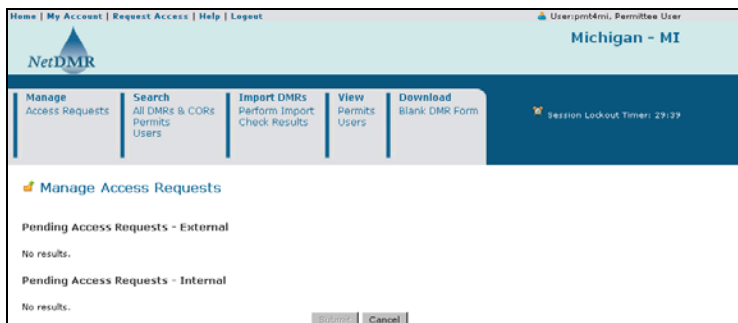 Home | My Account | Request Access | Help | Logout
User:pmt4mi, Permittee User
Michigan - MI
NetDMR
Manage
Access Requests
Search
All DMRs & CORs
Permits
Users
Import DMRs
Perform Import
Check Results
View
Permits
Users
Download
Blank DMR Form
Session Lockout Timer: 29:39
Manage Access Requests
Pending Access Requests - External
No results.
Pending Access Requests - Internal
No results.
Submit Cancel